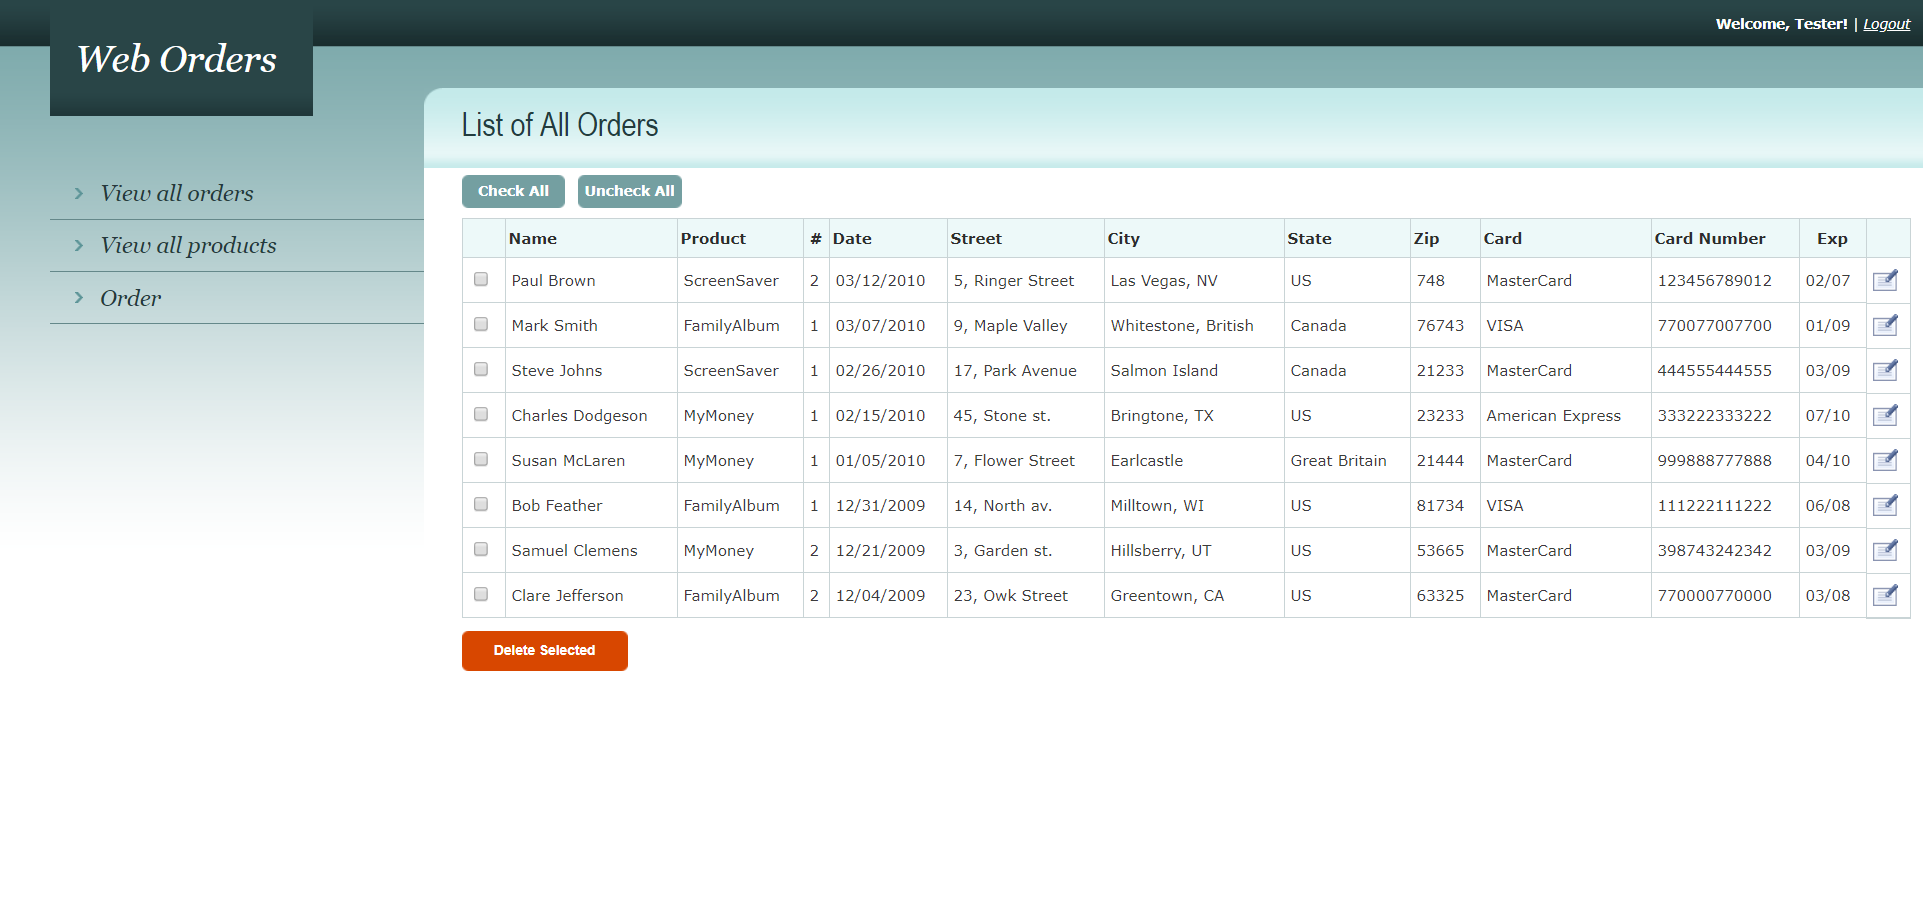 Welcome, Tester! | Logout
Web Orders
List of All Orders
View all orders
View all products
Order
Check All Uncheck All
Name Product # Date Street City State Zip Card Card Number Exp
Paul Brown ScreenSaver 2 03/12/2010 5, Ringer Street Las Vegas, NV US 748 MasterCard 123456789012 02/07
Mark Smith FamilyAlbum 1 03/07/2010 9, Maple Valley Whitestone, British Canada 76743 VISA 770077007700 01/09
Steve Johns ScreenSaver 1 02/26/2010 17, Park Avenue Salmon Island Canada 21233 MasterCard 444555444555 03/09
Charles Dodgeson MyMoney 1 02/15/2010 45, Stone st. Bringtone, TX US 23233 American Express 333222333222 07/10
Susan McLaren MyMoney 1 01/05/2010 7, Flower Street Earlcastle Great Britain 21444 MasterCard 999888777888 04/10
Bob Feather FamilyAlbum 1 12/31/2009 14, North av. Milltown, WI US 81734 VISA 111222111222 06/08
Samuel Clemens MyMoney 2 12/21/2009 3, Garden st. Hillsberry, UT US 53665 MasterCard 398743242342 03/09
Clare Jefferson FamilyAlbum 2 12/04/2009 23, Owk Street Greentown, CA US 63325 MasterCard 770000770000 03/08
Delete Selected